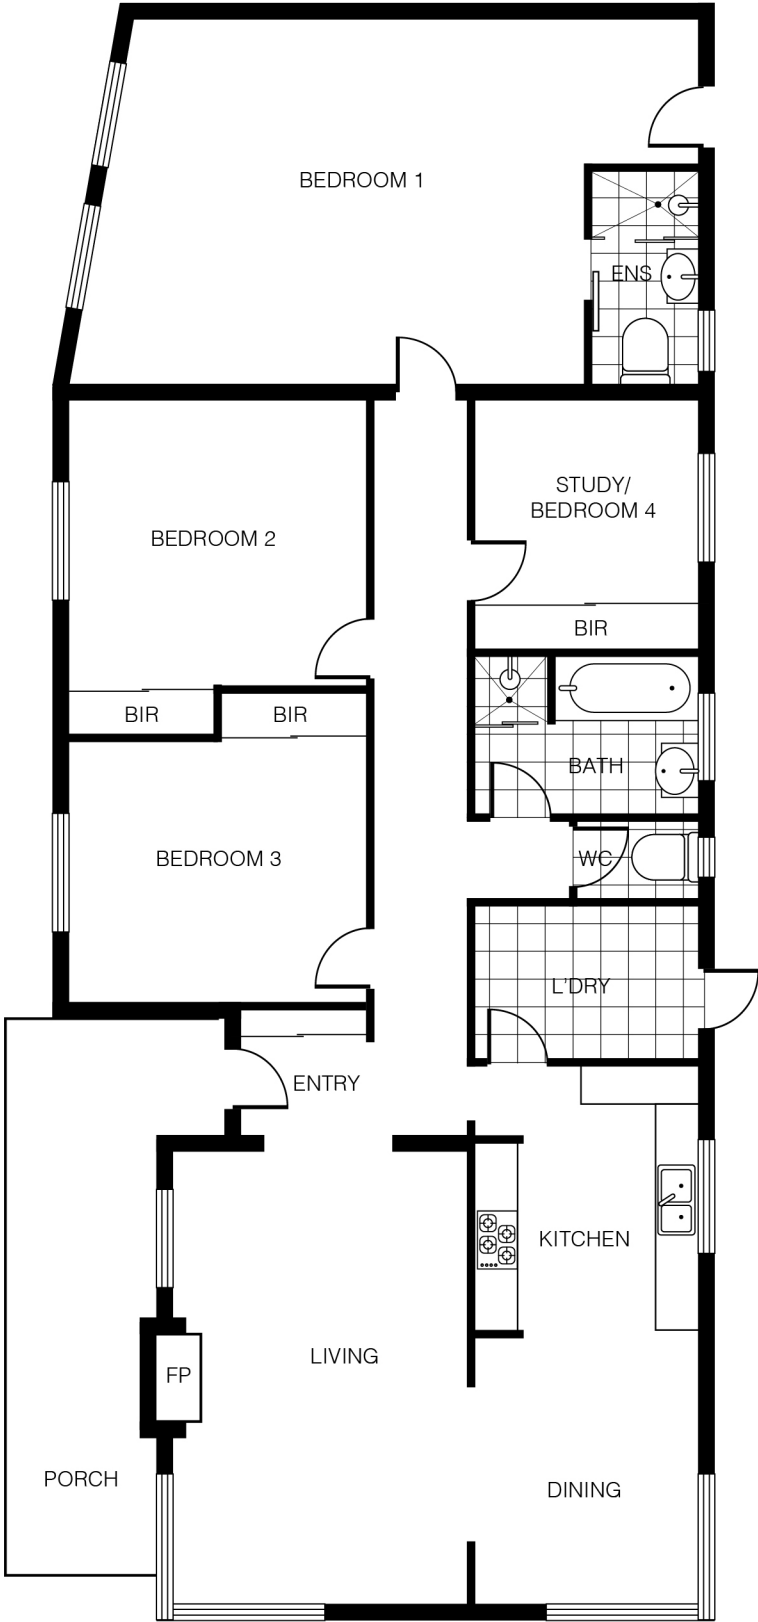 BEDROOM 1
ENS
STUDY/
BEDROOM 4
BEDROOM 2
BIR
BIR
BIR
BATH
BEDROOM 3
WC
L'DRY
ENTRY
KITCHEN
LIVING
FP
PORCH
DINING